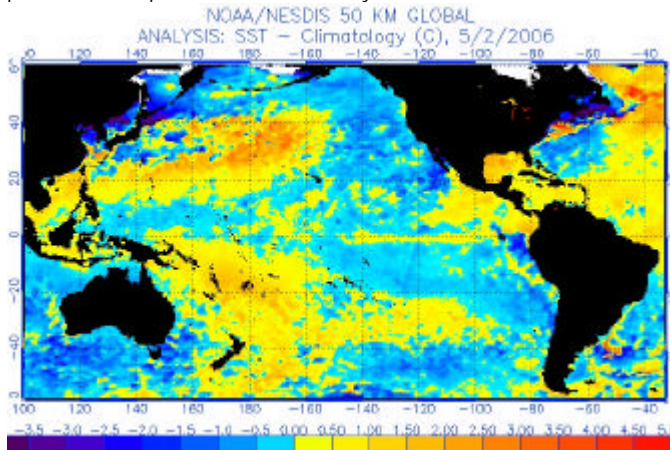 NOAA/NESDIS 50 KM GLOBAL
ANALYSIS: SST – Climatology (C), 5/2/2006
100 120 140 160 180 -160 -140 -120 -100 -80 -60 -40
40
20
0
-20
-40
100 120 140 160 180 -160 -140 -120 -100 -80 -60 -40
-3.5 -3.0 -2.5 -2.0 -1.5 -1.0 -0.5 0.00 0.50 1.00 1.50 2.00 2.50 3.00 3.50 4.00 4.50